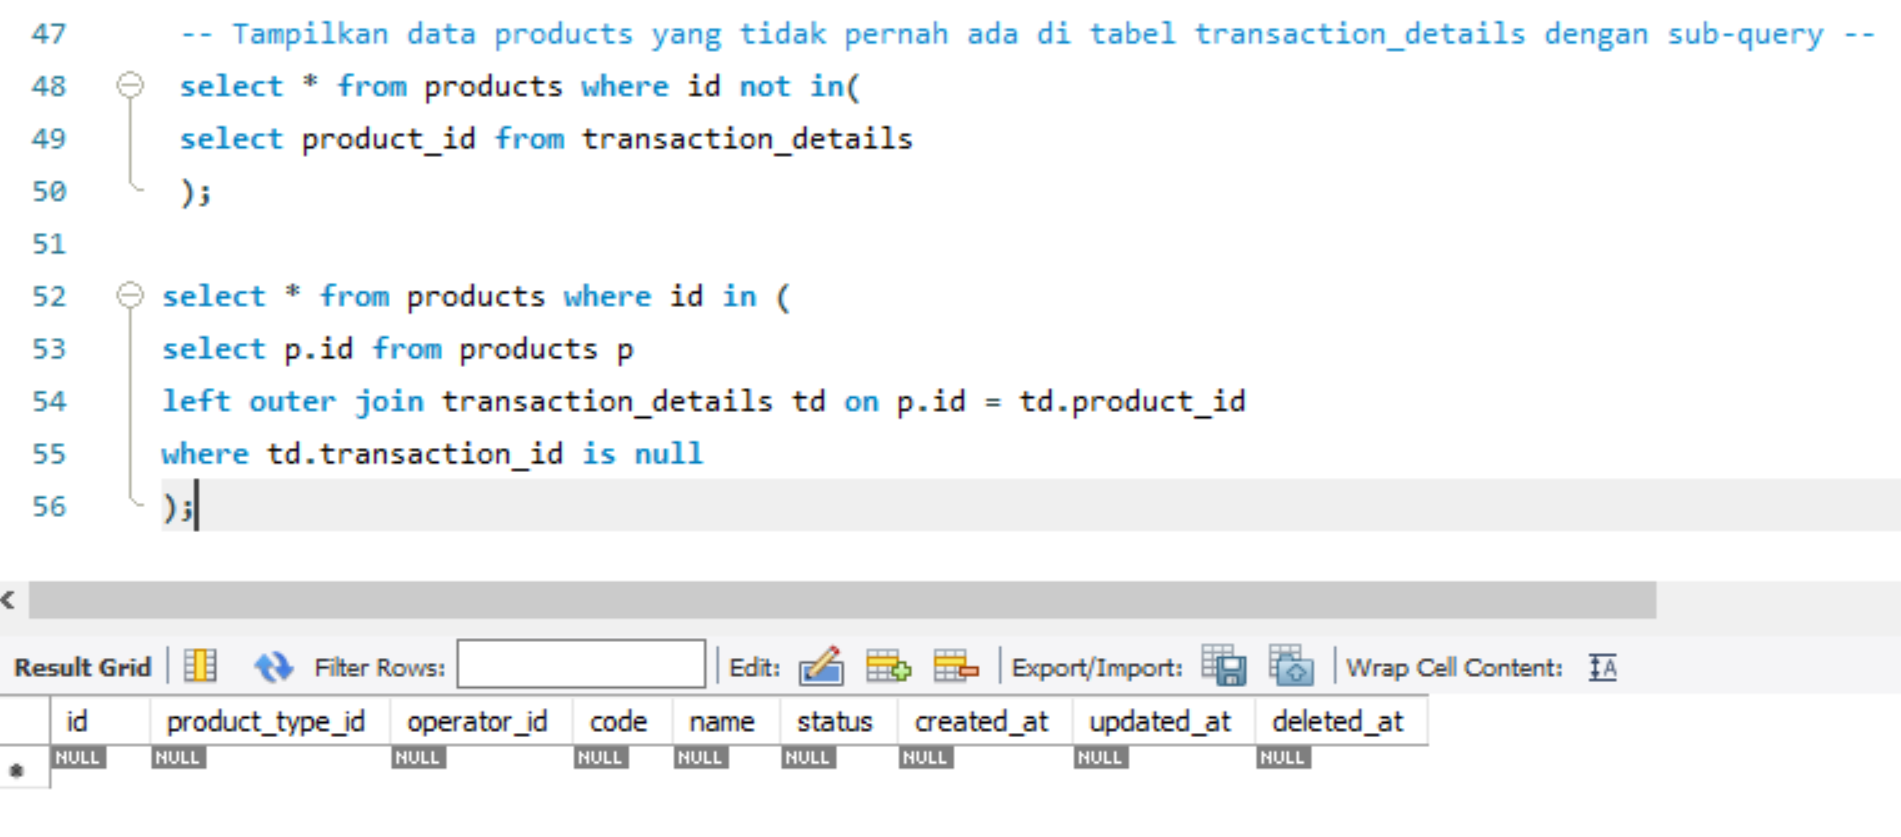 47 -- Tampilkan data products yang tidak pernah ada di tabel transaction_details dengan sub-query --
48 select * from products where id not in(
49 select product_id from transaction_details
50 );
51
52 select * from products where id in (
53 select p.id from products p
54 left outer join transaction_details td on p.id = td.product_id
55 where td.transaction_id is null
56 );
Result Grid Filter Rows: Edit: Export/Import: Wrap Cell Content:
id product_type_id operator_id code name status created_at updated_at deleted_at
NULL NULL NULL NULL NULL NULL NULL NULL NULL